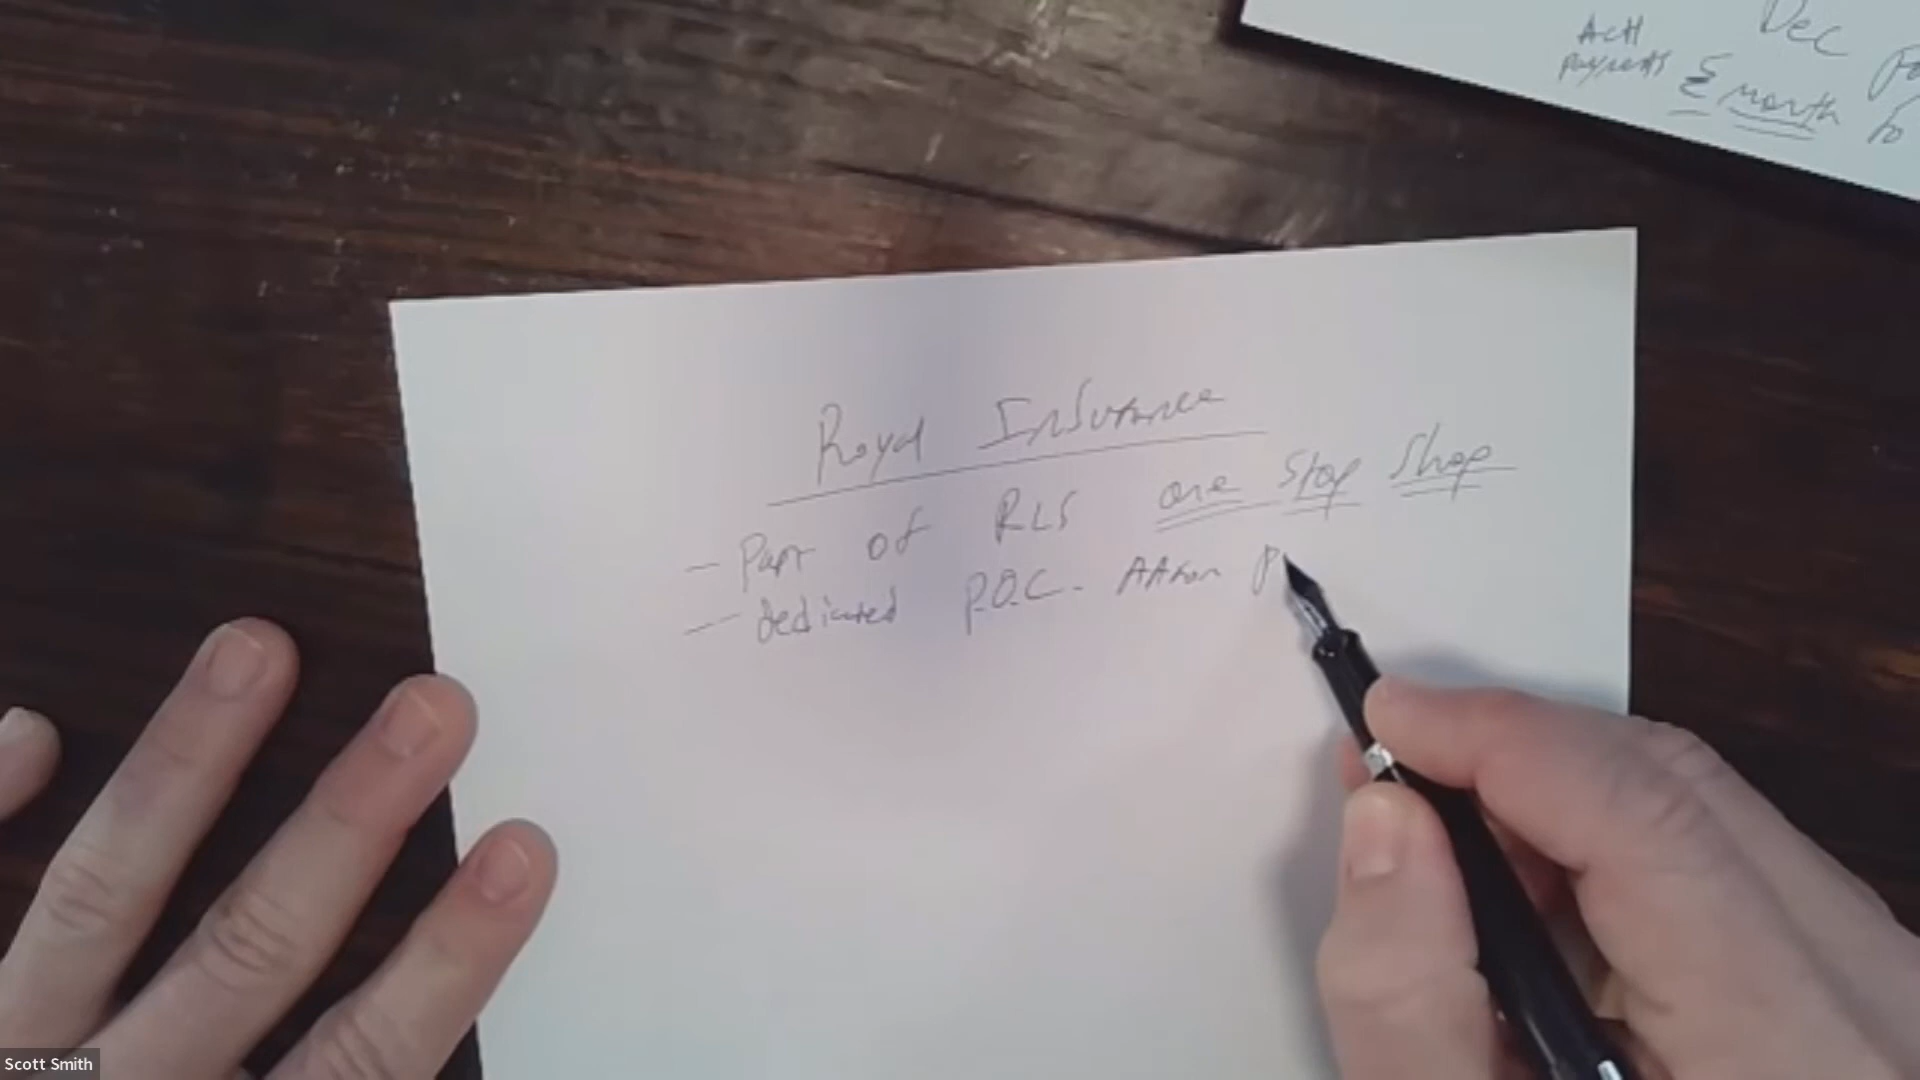 ACH Dec
payments E month
Royal Insurance
- Part of RLS one stop shop
- dedicated P.O.C. - AAron P
Scott Smith